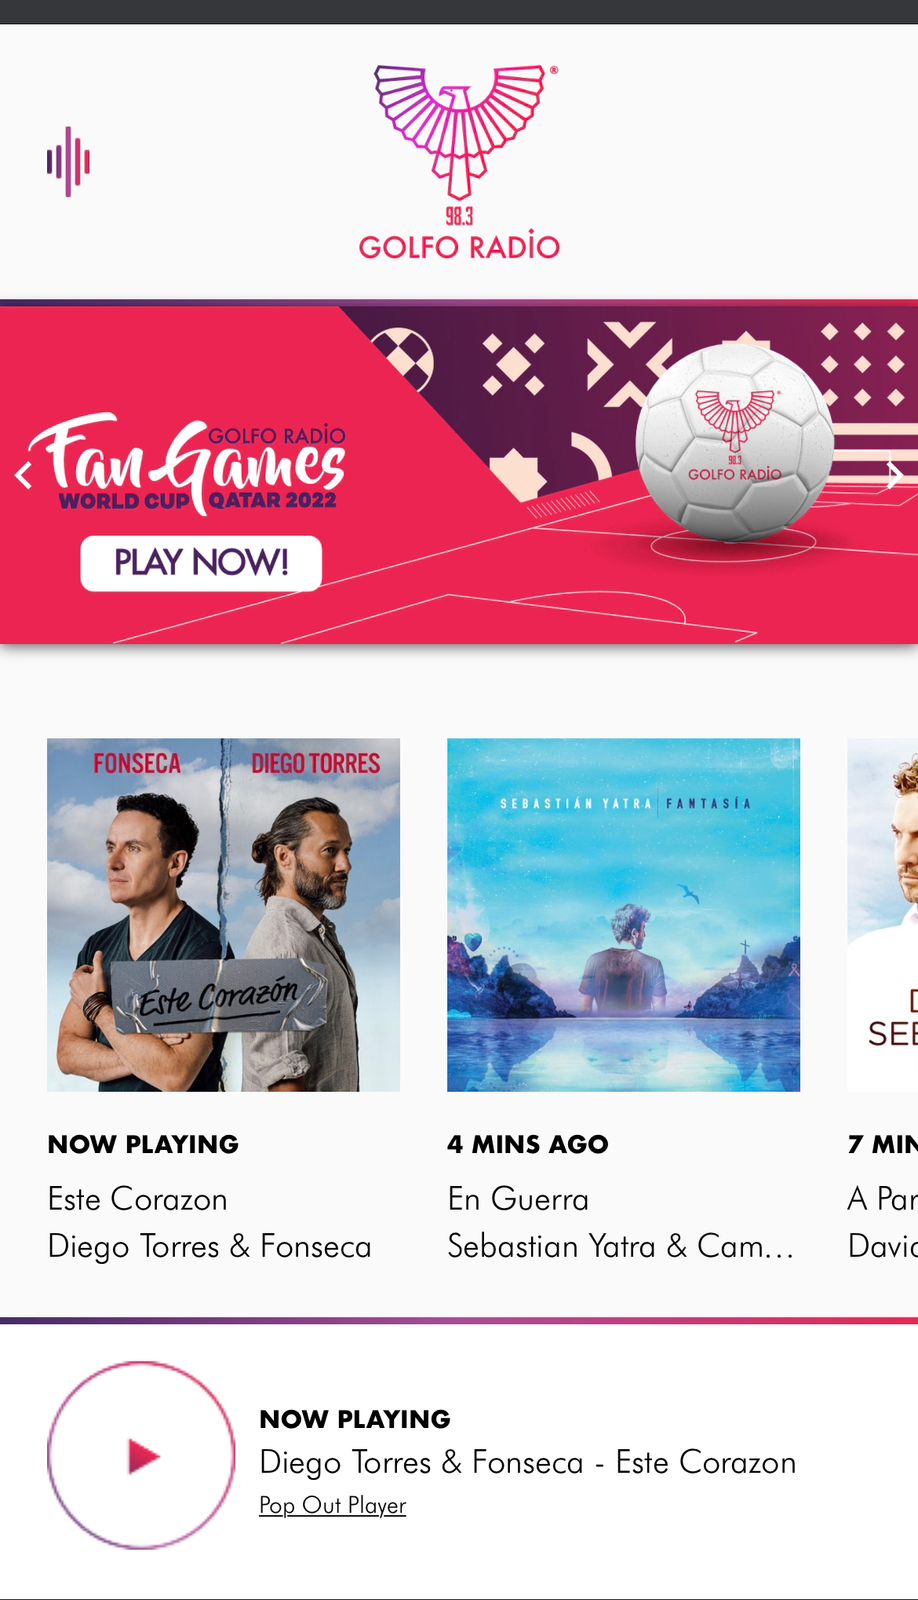 ®
98.3
GOLFO RADiO
Fan Games
GOLFO RADiO
WORLD CUP QATAR 2022
PLAY NOW!
98.3
GOLFO RADiO
FONSECA DIEGO TORRES
Este Corazón
SEBASTIÁN YATRA FANTASÍA
D
SEB
NOW PLAYING
Este Corazon
Diego Torres & Fonseca
4 MINS AGO
En Guerra
Sebastian Yatra & Cam...
7 MIN
A Par
David
NOW PLAYING
Diego Torres & Fonseca - Este Corazon
Pop Out Player